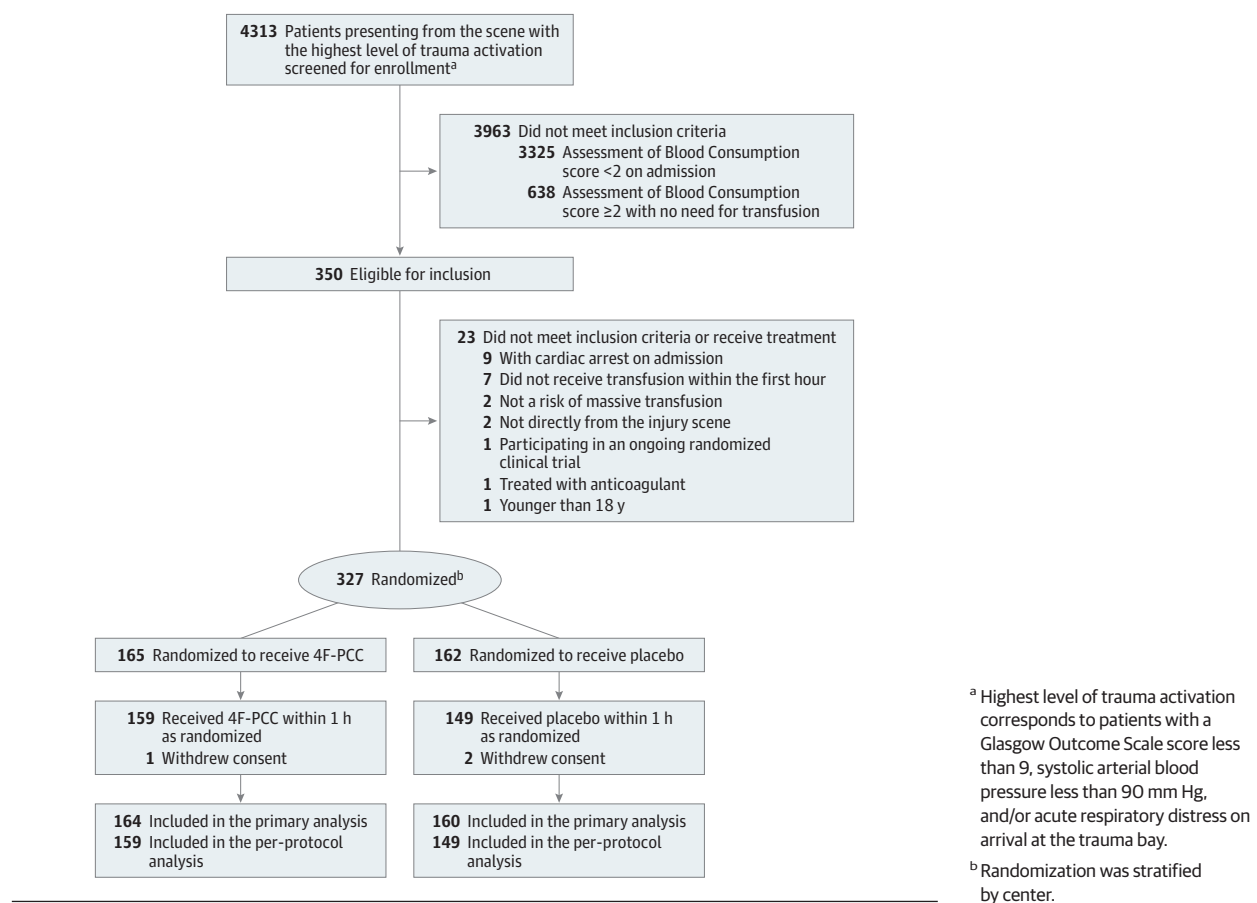 4313 Patients presenting from the scene with
the highest level of trauma activation
screened for enrollmentᵃ
3963 Did not meet inclusion criteria
3325 Assessment of Blood Consumption
score <2 on admission
638 Assessment of Blood Consumption
score ≥2 with no need for transfusion
350 Eligible for inclusion
23 Did not meet inclusion criteria or receive treatment
9 With cardiac arrest on admission
7 Did not receive transfusion within the first hour
2 Not a risk of massive transfusion
2 Not directly from the injury scene
1 Participating in an ongoing randomized
clinical trial
1 Treated with anticoagulant
1 Younger than 18 y
327 Randomizedᵇ
165 Randomized to receive 4F-PCC
159 Received 4F-PCC within 1 h
as randomized
1 Withdrew consent
164 Included in the primary analysis
159 Included in the per-protocol
analysis
162 Randomized to receive placebo
149 Received placebo within 1 h
as randomized
2 Withdrew consent
160 Included in the primary analysis
149 Included in the per-protocol
analysis
ᵃ Highest level of trauma activation
corresponds to patients with a
Glasgow Outcome Scale score less
than 9, systolic arterial blood
pressure less than 90 mm Hg,
and/or acute respiratory distress on
arrival at the trauma bay.
ᵇ Randomization was stratified
by center.